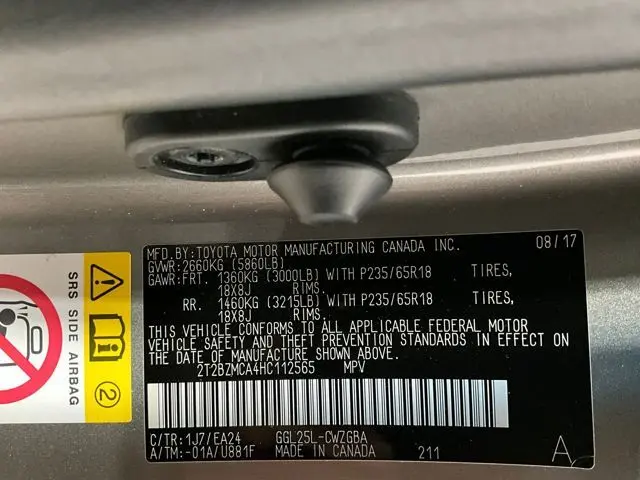 MFD.BY:TOYOTA MOTOR MANUFACTURING CANADA INC. 08/17
GVWR:2660KG (5860LB)
GAWR:FRT. 1360KG (3000LB) WITH P235/65R18 TIRES,
18X8J RIMS.
RR. 1460KG (3215LB) WITH P235/65R18 TIRES,
18X8J RIMS.
THIS VEHICLE CONFORMS TO ALL APPLICABLE FEDERAL MOTOR
VEHICLE SAFETY AND THEFT PREVENTION STANDARDS IN EFFECT ON
THE DATE OF MANUFACTURE SHOWN ABOVE.
2T2BZMCA4HC112565 MPV
C/TR:1J7/EA24 GGL25L-CWZGBA
A/TM:-01A/U881F MADE IN CANADA 211 A
SRS SIDE AIRBAG
2